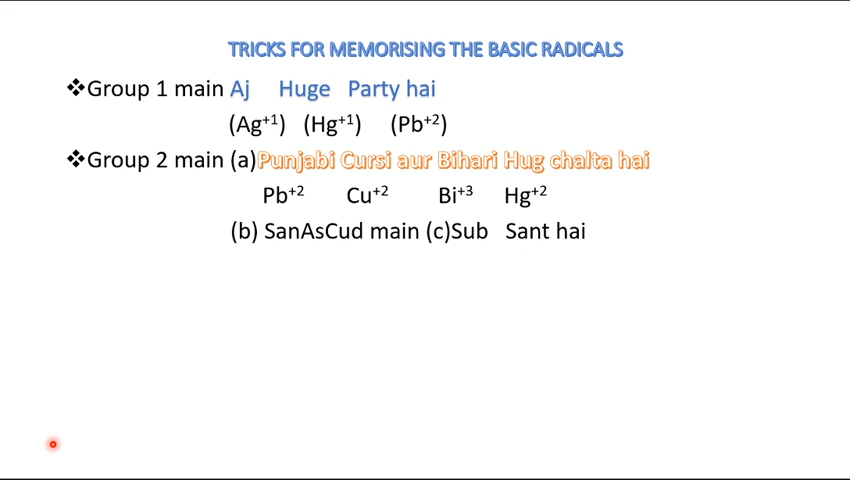 TRICKS FOR MEMORISING THE BASIC RADICALS
❖Group 1 main Aj Huge Party hai
(Ag⁺¹) (Hg⁺¹) (Pb⁺²)
❖Group 2 main (a)Punjabi Cursi aur Bihari Hug chalta hai
Pb⁺² Cu⁺² Bi⁺³ Hg⁺²
(b) SanAsCud main (c)Sub Sant hai